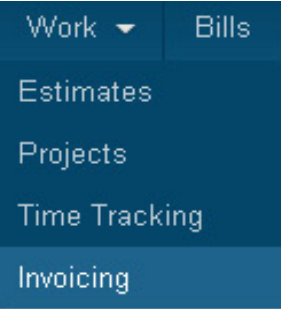 Work Bills
Estimates
Projects
Time Tracking
Invoicing